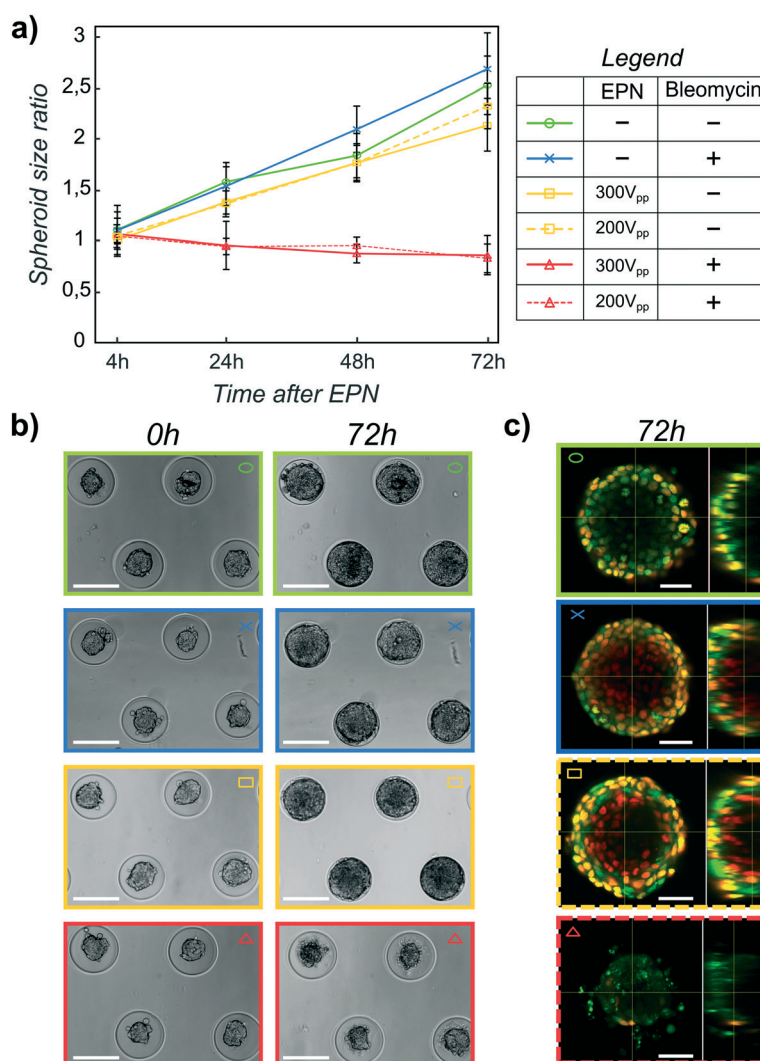 a)
3
2,5
2
1,5
1
0,5
0
Spheroid size ratio
4h 24h 48h 72h
Time after EPN
Legend
EPN Bleomycin
− −
− +
300Vpp −
200Vpp −
300Vpp +
200Vpp +
b)
0h 72h
c)
72h